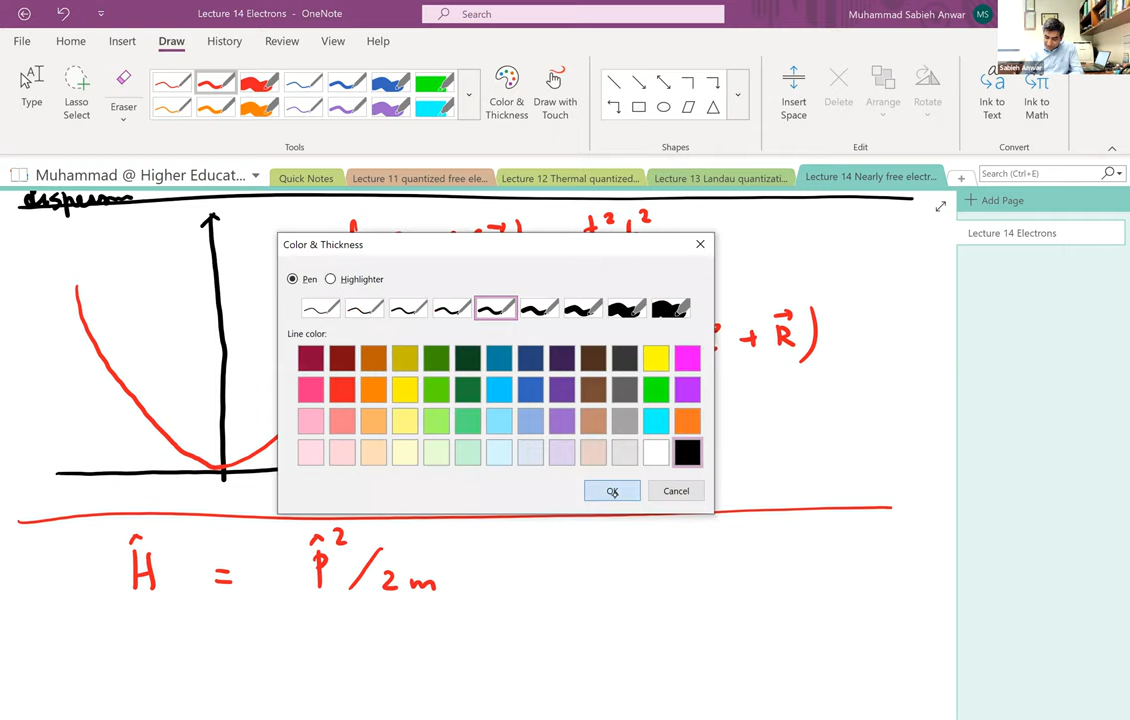 Lecture 14 Electrons - OneNote
Search
Muhammad Sabieh Anwar
MS
File Home Insert Draw History Review View Help
Sabieh Anwar
Type
Lasso Select
Eraser
Color & Thickness
Draw with Touch
Insert Space
Delete
Arrange
Rotate
Ink to Text
Ink to Math
Tools
Shapes
Edit
Convert
Muhammad @ Higher Educat...
Quick Notes
Lecture 11 quantized free ele...
Lecture 12 Thermal quantized...
Lecture 13 Landau quantizati...
Lecture 14 Nearly free electr...
Search (Ctrl+E)
Add Page
Lecture 14 Electrons
Color & Thickness
Pen Highlighter
Line color:
+ R⃗ )
OK Cancel
Ĥ = P̂² / 2 m